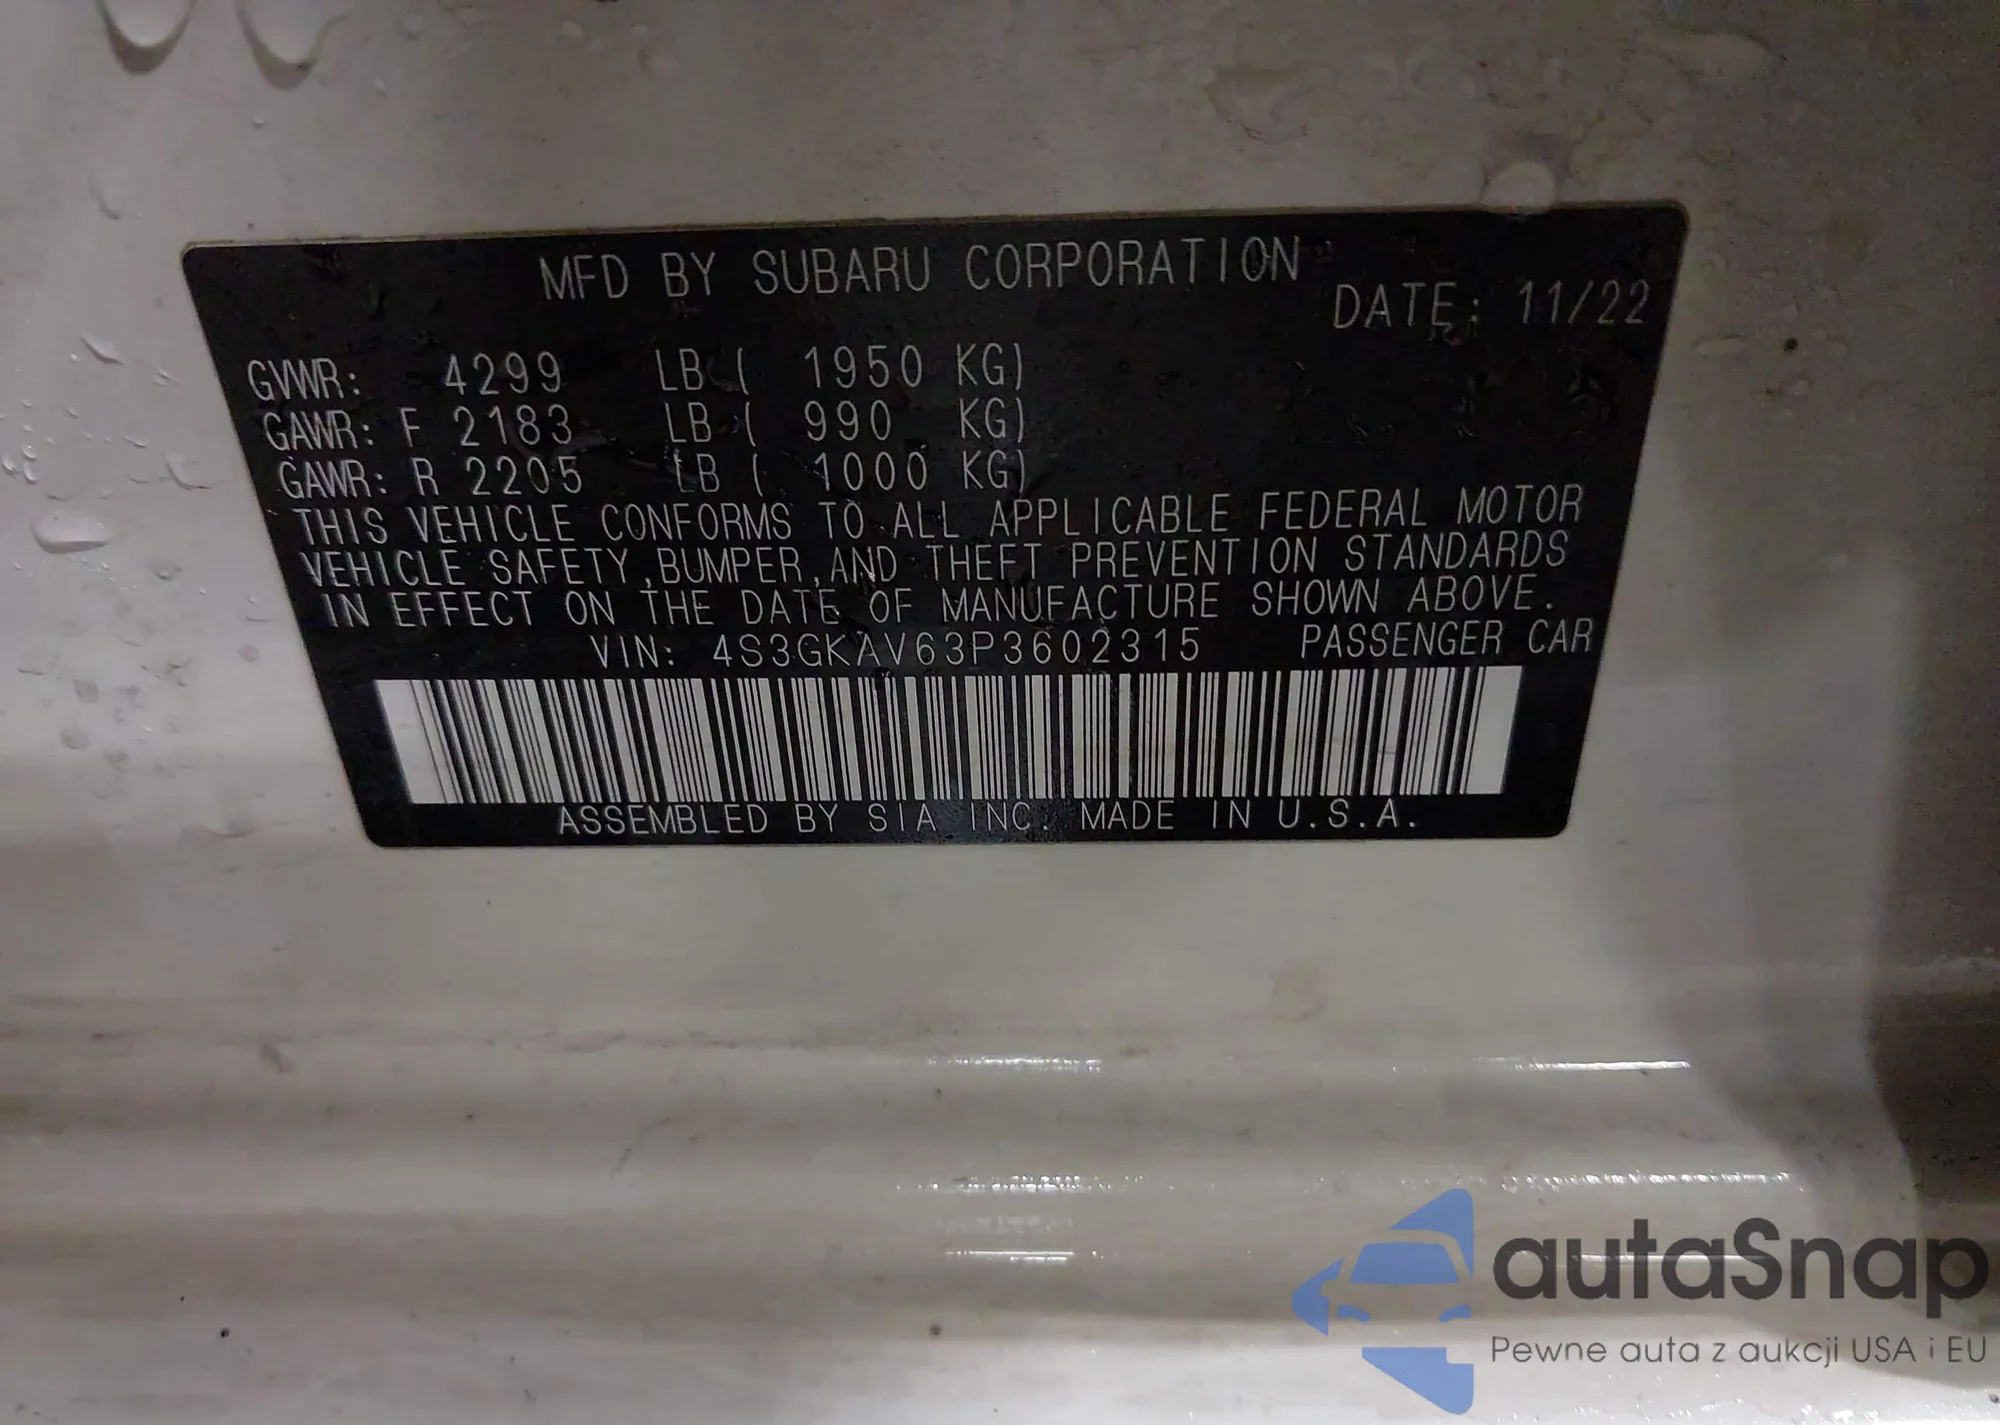 MFD BY SUBARU CORPORATION
DATE: 11/22
GVWR: 4299 LB ( 1950 KG)
GAWR: F 2183 LB ( 990 KG)
GAWR: R 2205 LB ( 1000 KG)
THIS VEHICLE CONFORMS TO ALL APPLICABLE FEDERAL MOTOR
VEHICLE SAFETY,BUMPER,AND THEFT PREVENTION STANDARDS
IN EFFECT ON THE DATE OF MANUFACTURE SHOWN ABOVE.
VIN: 4S3GKAV63P3602315 PASSENGER CAR
ASSEMBLED BY SIA INC. MADE IN U.S.A.
autaSnap
Pewne auta z aukcji USA i EU